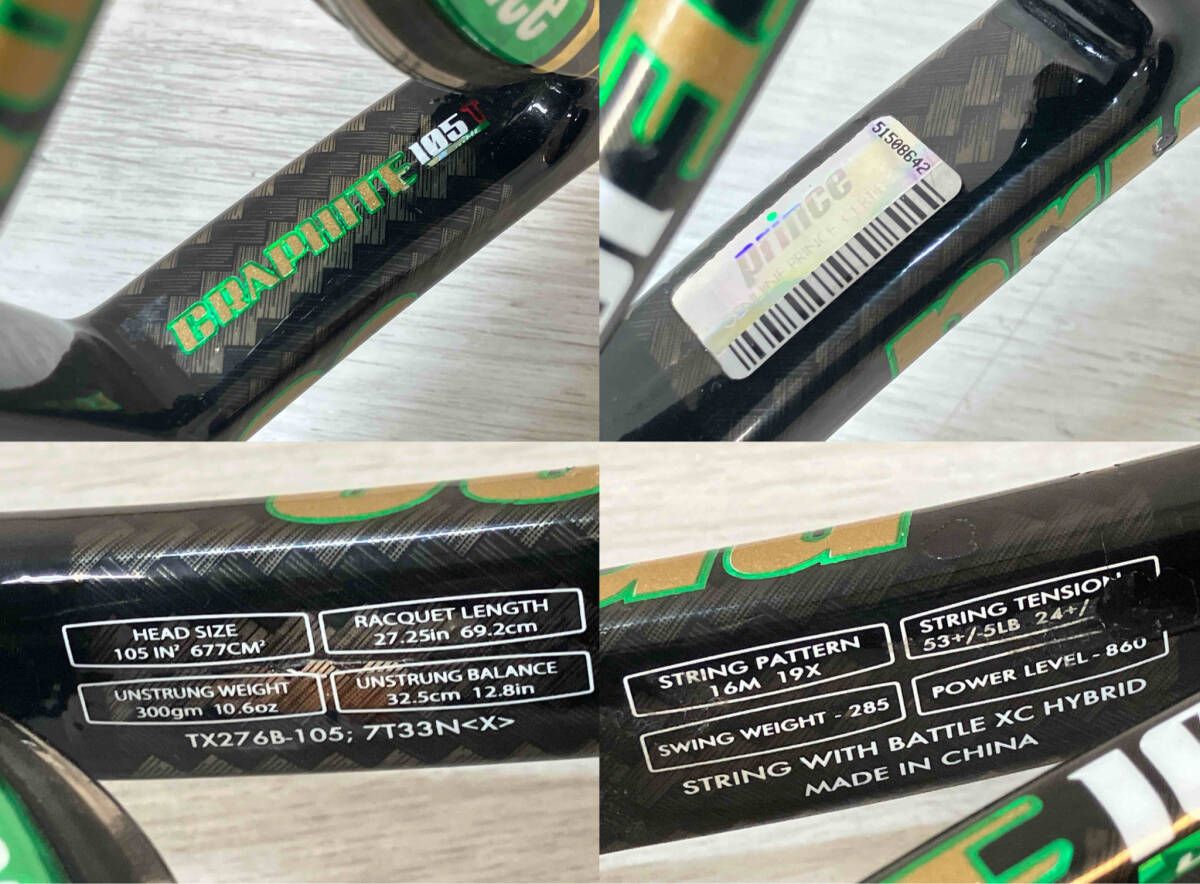 GRAPHITE 105
prince
51508642
HEAD SIZE
105 IN² 677CM²
RACQUET LENGTH
27.25in 69.2cm
UNSTRUNG WEIGHT
300gm 10.6oz
UNSTRUNG BALANCE
32.5cm 12.8in
TX276B-105; 7T33N<X>
STRING PATTERN
16M 19X
STRING TENSION
53+/-5LB 24+/
SWING WEIGHT - 285
POWER LEVEL - 860
STRING WITH BATTLE XC HYBRID
MADE IN CHINA